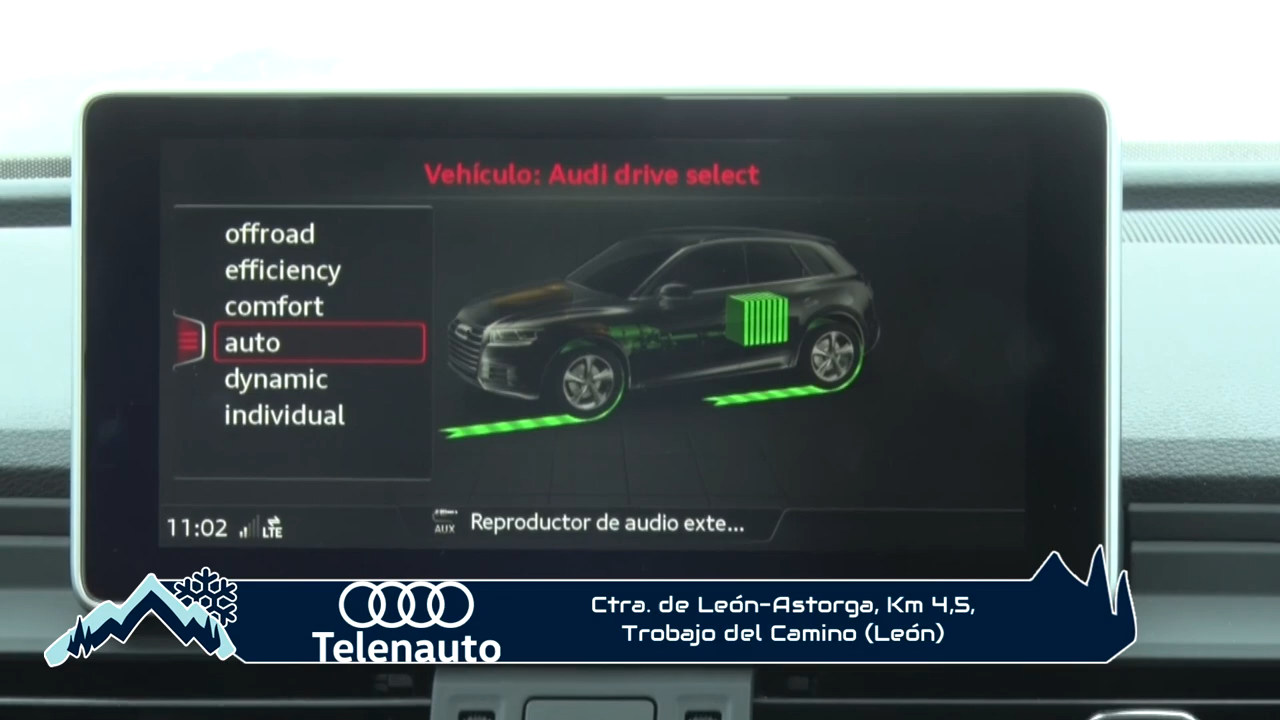 Vehículo: Audi drive select
offroad
efficiency
comfort
auto
dynamic
individual
11:02
LTE
AUX
Reproductor de audio exte...
Telenauto
Ctra. de León-Astorga, Km 4,5,
Trobajo del Camino (León)